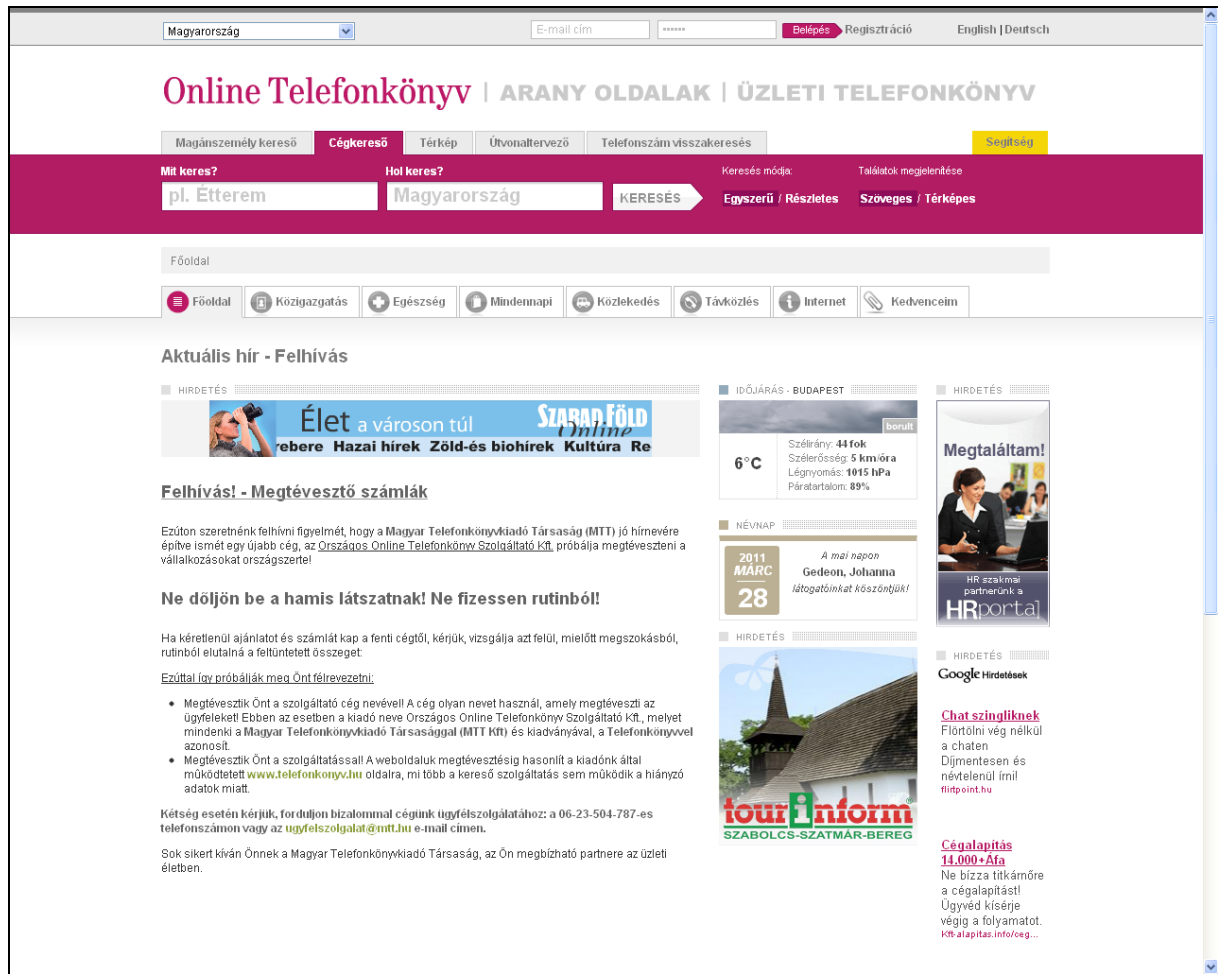 Magyarország
E-mail cím
••••••
Belépés
Regisztráció
English | Deutsch
Online Telefonkönyv | ARANY OLDALAK | ÜZLETI TELEFONKÖNYV
Magánszemély kereső
Cégkereső
Térkép
Útvonaltervező
Telefonszám visszakeresés
Segítség
Mit keres?
Hol keres?
Keresés módja:
Találatok megjelenítése
pl. Étterem
Magyarország
KERESÉS
Egyszerű / Részletes
Szöveges / Térképes
Főoldal
Főoldal
Közigazgatás
Egészség
Mindennapi
Közlekedés
Távközlés
Internet
Kedvenceim
Aktuális hír - Felhívás
HIRDETÉS
Élet a városon túl
SZABAD FÖLD
Online
rebere Hazai hírek Zöld-és biohírek Kultúra Re
Felhívás! - Megtévesztő számlák
Ezúton szeretnénk felhívni figyelmét, hogy a Magyar Telefonkönyvkiadó Társaság (MTT) jó hírnevére
építve ismét egy újabb cég, az Országos Online Telefonkönyv Szolgáltató Kft. próbálja megtéveszteni a
vállalkozásokat országszerte!
Ne dőljön be a hamis látszatnak! Ne fizessen rutinból!
Ha kéretlenül ajánlatot és számlát kap a fenti cégtől, kérjük, vizsgálja azt felül, mielőtt megszokásból,
rutinból elutalná a feltüntetett összeget:
Ezúttal így próbálják meg Önt félrevezetni:
• Megtévesztik Önt a szolgáltató cég nevével! A cég olyan nevet használ, amely megtéveszti az
ügyfeleket! Ebben az esetben a kiadó neve Országos Online Telefonkönyv Szolgáltató Kft., melyet
mindenki a Magyar Telefonkönyvkiadó Társasággal (MTT Kft) és kiadványával, a Telefonkönyvvel
azonosít.
• Megtévesztik Önt a szolgáltatással! A weboldaluk megtévesztésig hasonlít a kiadónk által
működtetett www.telefonkonyv.hu oldalra, mi több a kereső szolgáltatás sem működik a hiányzó
adatok miatt.
Kétség esetén kérjük, forduljon bizalommal cégünk ügyfélszolgálatához: a 06-23-504-787-es
telefonszámon vagy az ugyfelszolgalat@mtt.hu e-mail címen.
Sok sikert kíván Önnek a Magyar Telefonkönyvkiadó Társaság, az Ön megbízható partnere az üzleti
életben.
IDŐJÁRÁS - BUDAPEST
borult
6°C
Szélirány: 44 fok
Szélerősség: 5 km/óra
Légnyomás: 1015 hPa
Páratartalom: 89%
NÉVNAP
2011
MÁRC
28
A mai napon
Gedeon, Johanna
látogatóinkat köszöntjük!
HIRDETÉS
tourinform
SZABOLCS-SZATMÁR-BEREG
HIRDETÉS
Megtaláltam!
HR szakmai
partnerünk a
HRportal
HIRDETÉS
Google Hirdetések
Chat szingliknek
Flörtölni vég nélkül
a chaten
Díjmentesen és
névtelenül írni!
flirtpoint.hu
Cégalapítás
14.000+Áfa
Ne bízza titkárnőre
a cégalapítást!
Ügyvéd kísérje
végig a folyamatot.
Kft-alapitas.info/ceg...